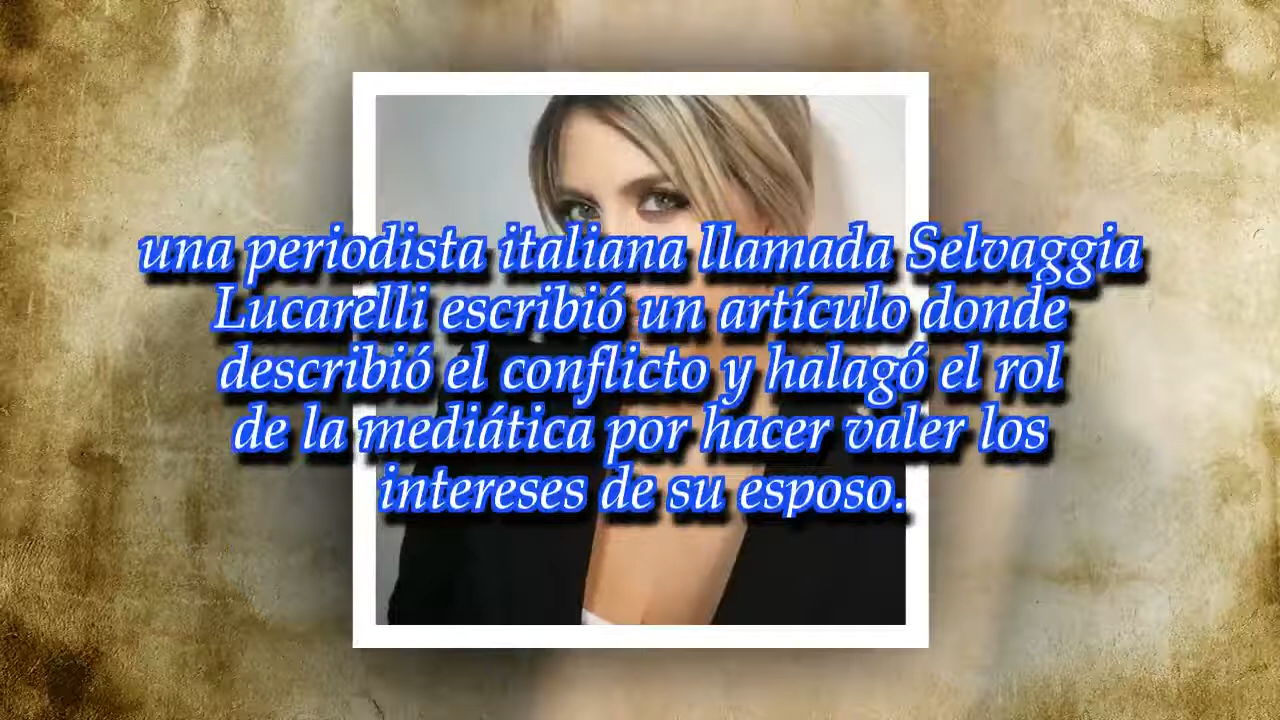 una periodista italiana llamada Selvaggia
Lucarelli escribió un artículo donde
describió el conflicto y halagó el rol
de la mediática por hacer valer los
intereses de su esposo.